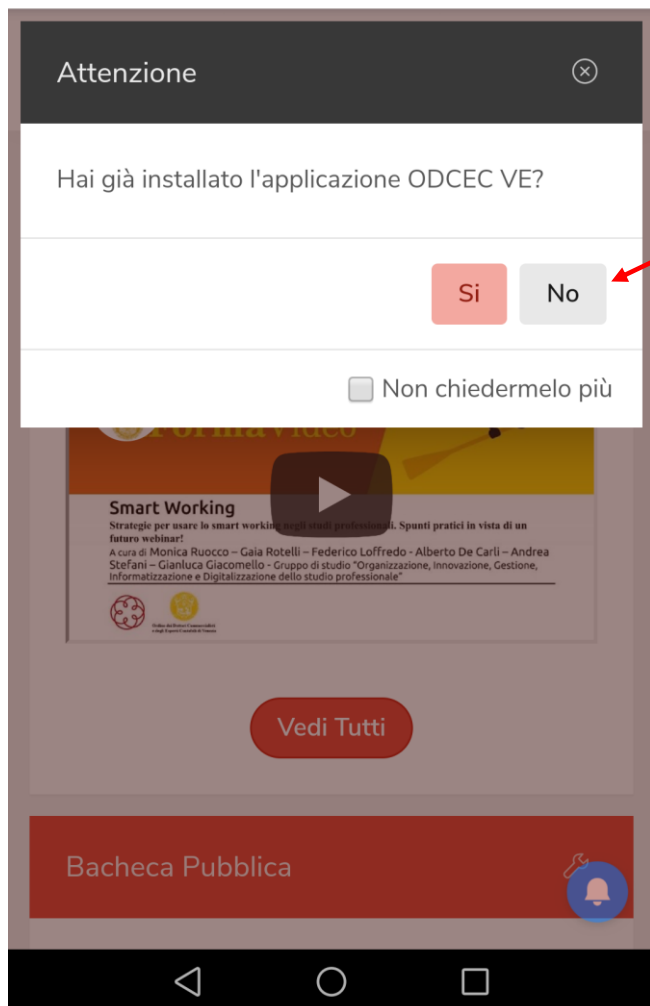 Attenzione
Hai già installato l'applicazione ODCEC VE?
Si
No
Non chiedermelo più
FormaVideo
Smart Working
Strategie per usare lo smart working negli studi professionali. Spunti pratici in vista di un
futuro webinar!
A cura di Monica Ruocco – Gaia Rotelli – Federico Loffredo - Alberto De Carli – Andrea
Stefani – Gianluca Giacomello - Gruppo di studio "Organizzazione, Innovazione, Gestione,
Informatizzazione e Digitalizzazione dello studio professionale"
Vedi Tutti
Bacheca Pubblica